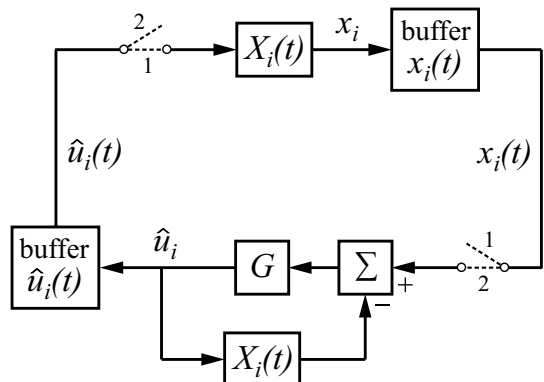 2
1
X_i(t)
x_i
buffer
x_i(t)
û_i(t)
x_i(t)
buffer
û_i(t)
û_i
G
Σ
+
−
1
2
X_i(t)